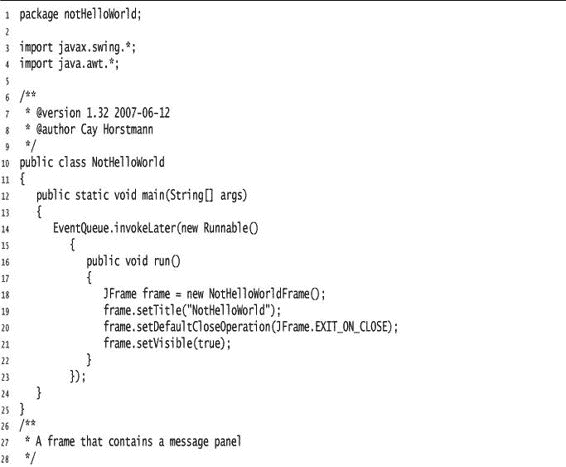 1 package notHelloWorld;
2
3 import javax.swing.*;
4 import java.awt.*;
5
6 /**
7  * @version 1.32 2007-06-12
8  * @author Cay Horstmann
9  */
10 public class NotHelloWorld
11 {
12    public static void main(String[] args)
13    {
14       EventQueue.invokeLater(new Runnable()
15          {
16             public void run()
17             {
18                JFrame frame = new NotHelloWorldFrame();
19                frame.setTitle("NotHelloWorld");
20                frame.setDefaultCloseOperation(JFrame.EXIT_ON_CLOSE);
21                frame.setVisible(true);
22             }
23          });
24    }
25 }
26 /**
27  * A frame that contains a message panel
28  */